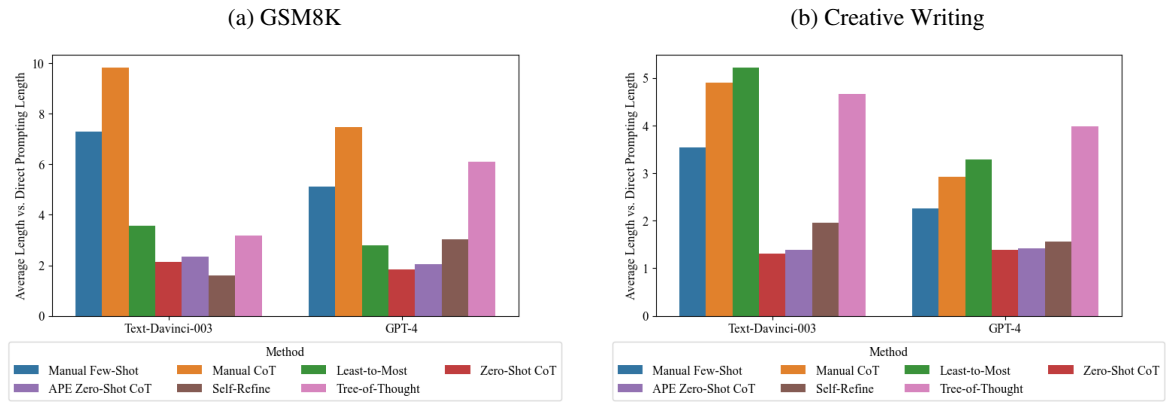 (a) GSM8K
Average Length vs. Direct Prompting Length
10
8
6
4
2
0
Text-Davinci-003 GPT-4
Method
Manual Few-Shot Manual CoT Least-to-Most Zero-Shot CoT
APE Zero-Shot CoT Self-Refine Tree-of-Thought
(b) Creative Writing
Average Length vs. Direct Prompting Length
5
4
3
2
1
0
Text-Davinci-003 GPT-4
Method
Manual Few-Shot Manual CoT Least-to-Most Zero-Shot CoT
APE Zero-Shot CoT Self-Refine Tree-of-Thought